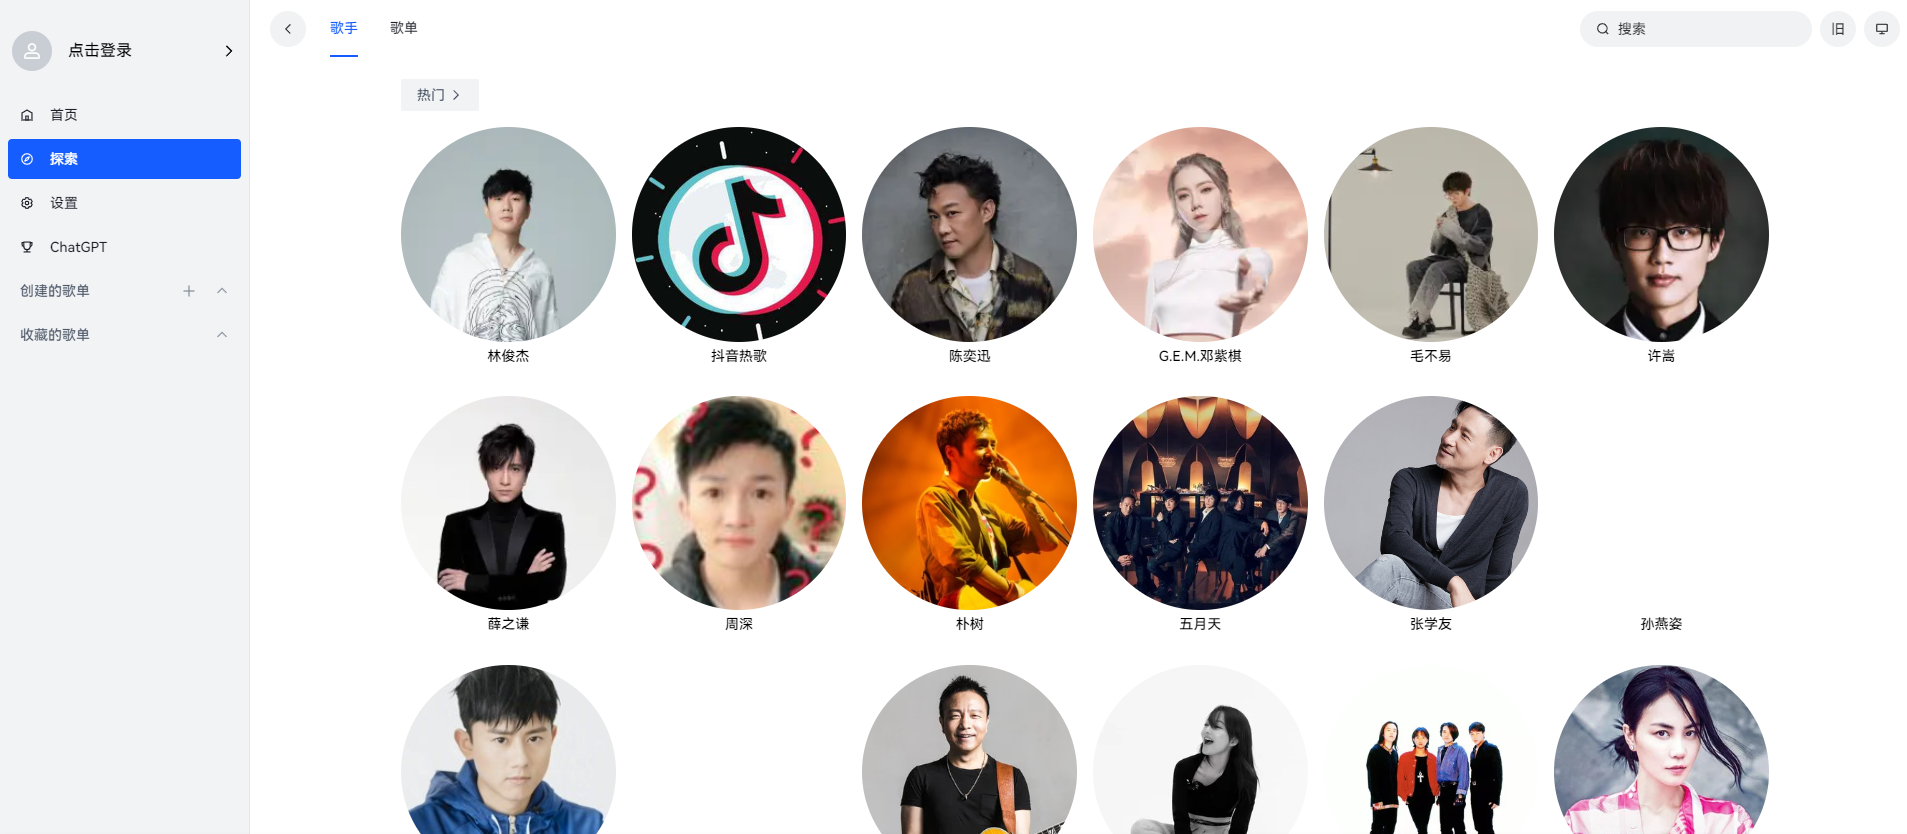 点击登录
首页
探索
设置
ChatGPT
创建的歌单
收藏的歌单
歌手 歌单
搜索
旧
热门
林俊杰 抖音热歌 陈奕迅 G.E.M.邓紫棋 毛不易 许嵩
薛之谦 周深 朴树 五月天 张学友 孙燕姿